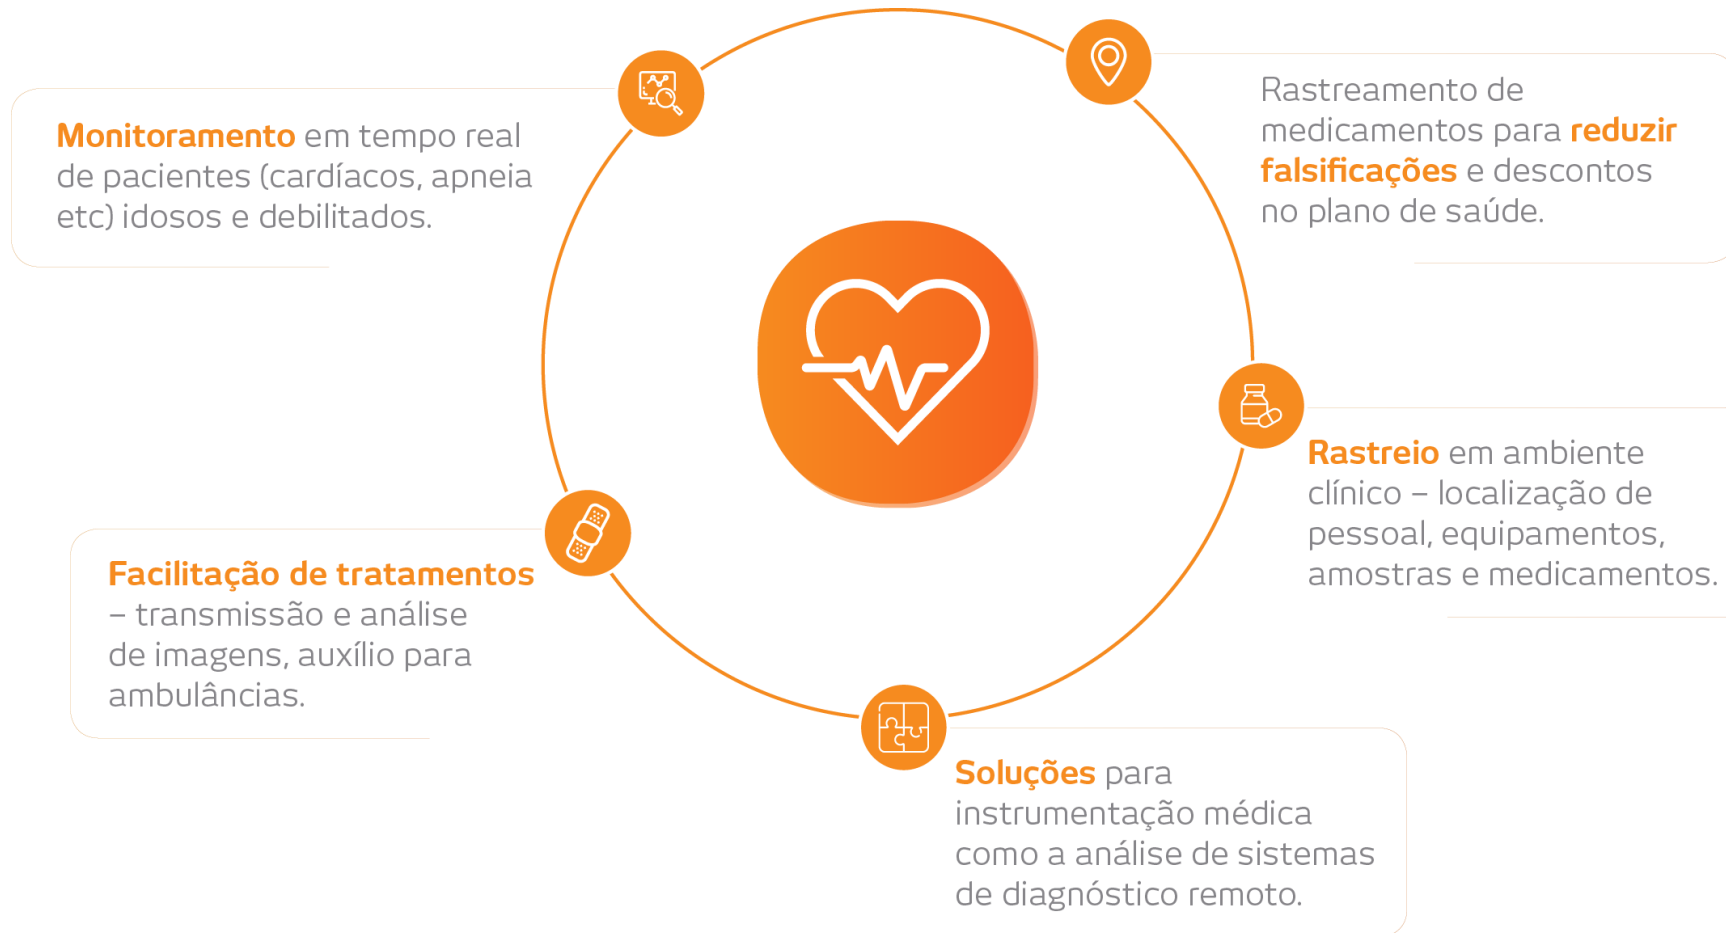 Monitoramento em tempo real
de pacientes (cardíacos, apneia
etc) idosos e debilitados.
Rastreamento de
medicamentos para reduzir
falsificações e descontos
no plano de saúde.
Rastreio em ambiente
clínico – localização de
pessoal, equipamentos,
amostras e medicamentos.
Facilitação de tratamentos
– transmissão e análise
de imagens, auxílio para
ambulâncias.
Soluções para
instrumentação médica
como a análise de sistemas
de diagnóstico remoto.